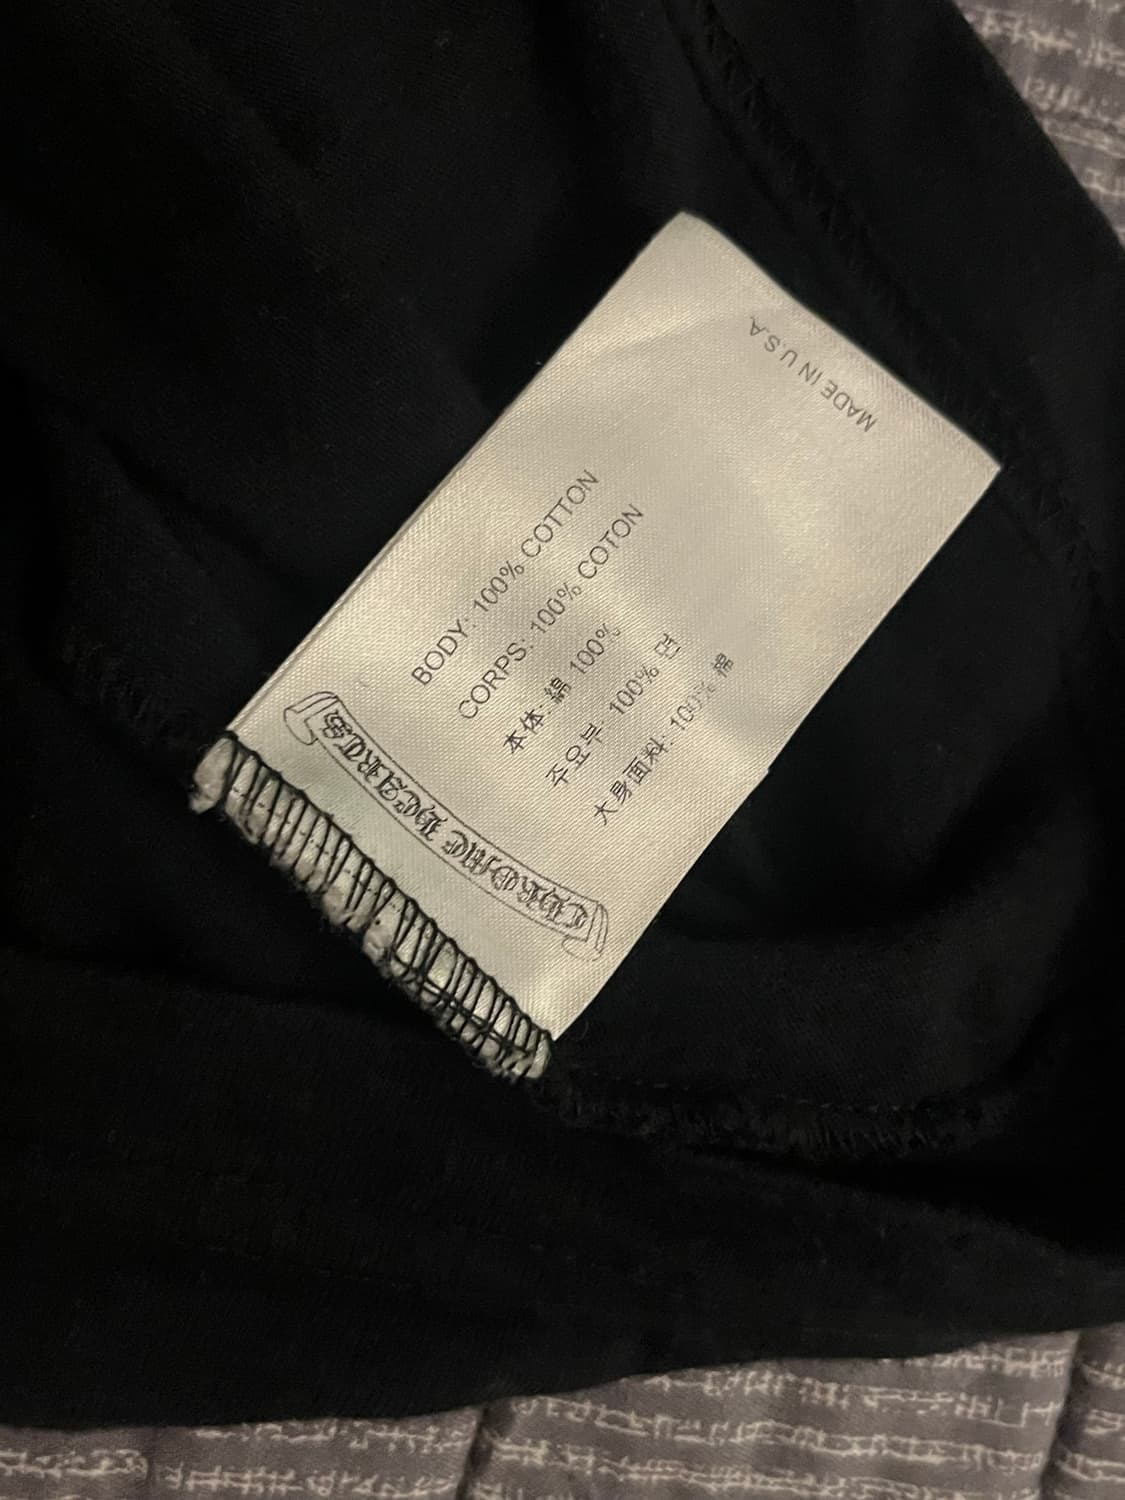 CHROME HEARTS
BODY: 100% COTTON
CORPS: 100% COTON
本体: 綿 100%
주요부: 100% 면
大身面料: 100% 棉
MADE IN U.S.A.